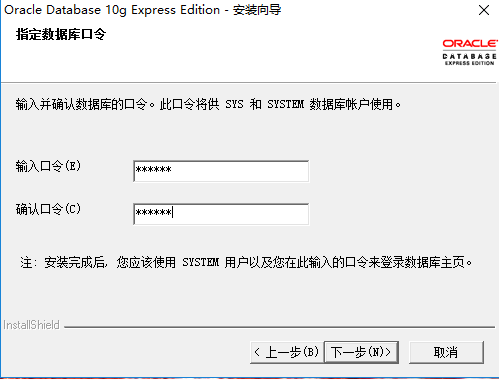 Oracle Database 10g Express Edition - 安装向导
指定数据库口令
ORACLE
DATABASE
EXPRESS EDITION
输入并确认数据库的口令。此口令将供 SYS 和 SYSTEM 数据库帐户使用。
输入口令(E)
******
确认口令(C)
******
注: 安装完成后, 您应该使用 SYSTEM 用户以及您在此输入的口令来登录数据库主页。
InstallShield
< 上一步(B) 下一步(N)> 取消